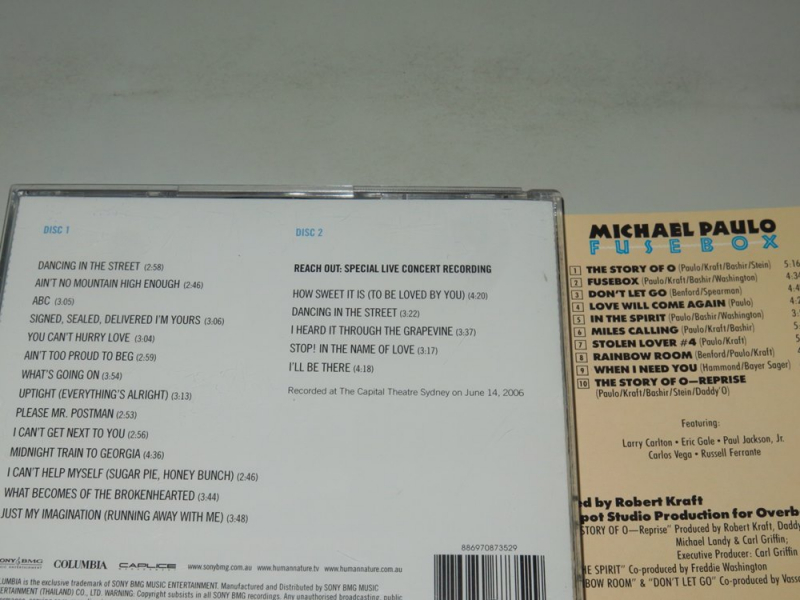 DISC 1
DANCING IN THE STREET (2:58)
AIN'T NO MOUNTAIN HIGH ENOUGH (2:46)
ABC (3:05)
SIGNED, SEALED, DELIVERED I'M YOURS (3:06)
YOU CAN'T HURRY LOVE (3:04)
AIN'T TOO PROUD TO BEG (2:59)
WHAT'S GOING ON (3:54)
UPTIGHT (EVERYTHING'S ALRIGHT) (3:13)
PLEASE MR. POSTMAN (2:53)
I CAN'T GET NEXT TO YOU (2:56)
MIDNIGHT TRAIN TO GEORGIA (4:36)
I CAN'T HELP MYSELF (SUGAR PIE, HONEY BUNCH) (2:46)
WHAT BECOMES OF THE BROKENHEARTED (3:44)
JUST MY IMAGINATION (RUNNING AWAY WITH ME) (3:48)
DISC 2
REACH OUT: SPECIAL LIVE CONCERT RECORDING
HOW SWEET IT IS (TO BE LOVED BY YOU) (4:20)
DANCING IN THE STREET (3:22)
I HEARD IT THROUGH THE GRAPEVINE (3:37)
STOP! IN THE NAME OF LOVE (3:17)
I'LL BE THERE (4:18)
Recorded at The Capital Theatre Sydney on June 14, 2006
886970873529
SONY BMG COLUMBIA CAPLICE www.sonybmg.com.au www.humannature.tv www.humannature.com.au
COLUMBIA is the exclusive trademark of SONY BMG MUSIC ENTERTAINMENT. Manufactured and Distributed by SONY BMG MUSIC
ENTERTAINMENT (THAILAND) CO., LTD. WARNING: Copyright subsists in all SONY BMG recordings. Any unauthorised broadcasting, public
MICHAEL PAULO
FUSEBOX
1 THE STORY OF O (Paulo/Kraft/Bashir/Stein) 5:16
2 FUSEBOX (Paulo/Kraft/Bashir/Washington) 4:3
3 DON'T LET GO (Benford/Spearman) 4:
4 LOVE WILL COME AGAIN (Paulo) 4:
5 IN THE SPIRIT (Paulo/Bashir/Washington) 3:
6 MILES CALLING (Paulo/Kraft/Bashir) 5:
7 STOLEN LOVER #4 (Paulo/Kraft)
8 RAINBOW ROOM (Benford/Paulo/Kraft)
9 WHEN I NEED YOU (Hammond/Bayer Sager)
10 THE STORY OF O—REPRISE
(Paulo/Kraft/Bashir/Stein/Daddy'O)
Featuring:
Larry Carlton • Eric Gale • Paul Jackson, Jr.
Carlos Vega • Russell Ferrante
ed by Robert Kraft
pot Studio Production for Overb
STORY OF O—Reprise" Produced by Robert Kraft, Daddy
Michael Landy & Carl Griffin;
Executive Producer: Carl Griffin
HE SPIRIT" Co-produced by Freddie Washington
BOW ROOM" & "DON'T LET GO" Co-produced by Vasso